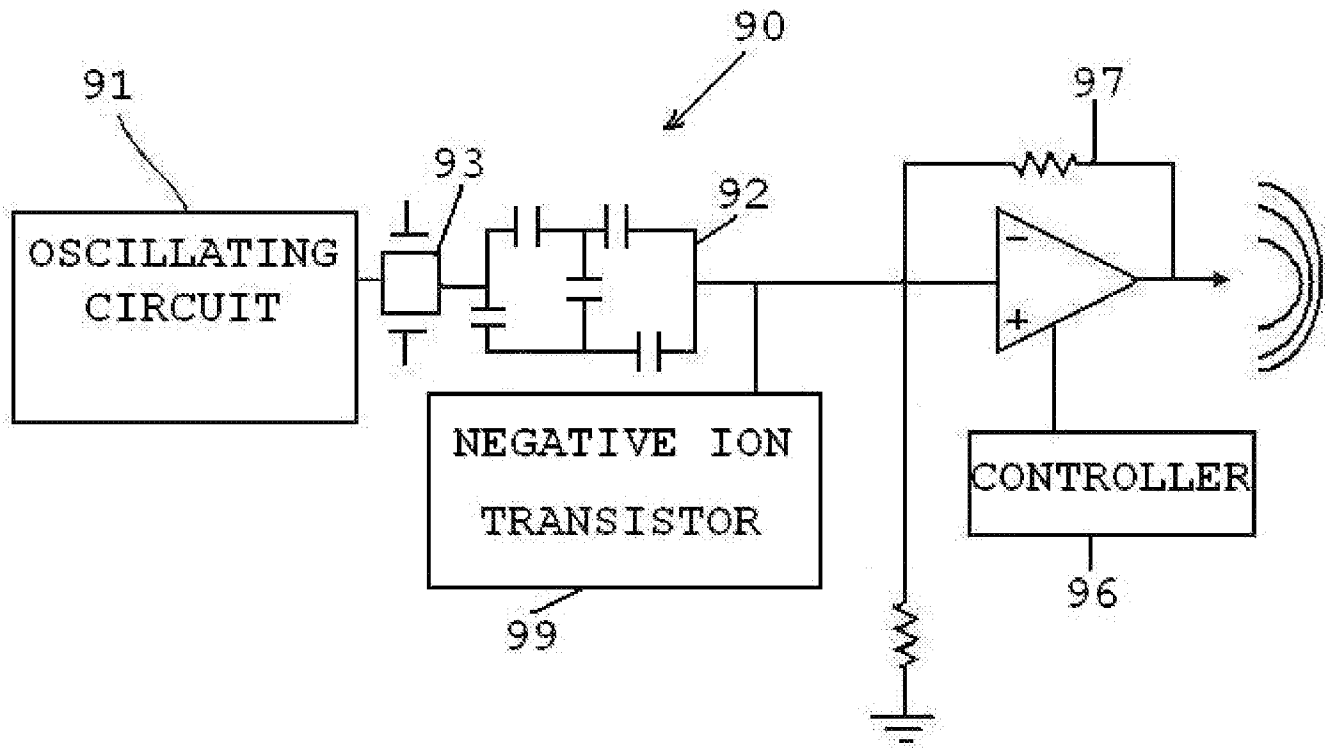 90
91
97
93
92
OSCILLATING
CIRCUIT
−
+
NEGATIVE ION
TRANSISTOR
CONTROLLER
96
99